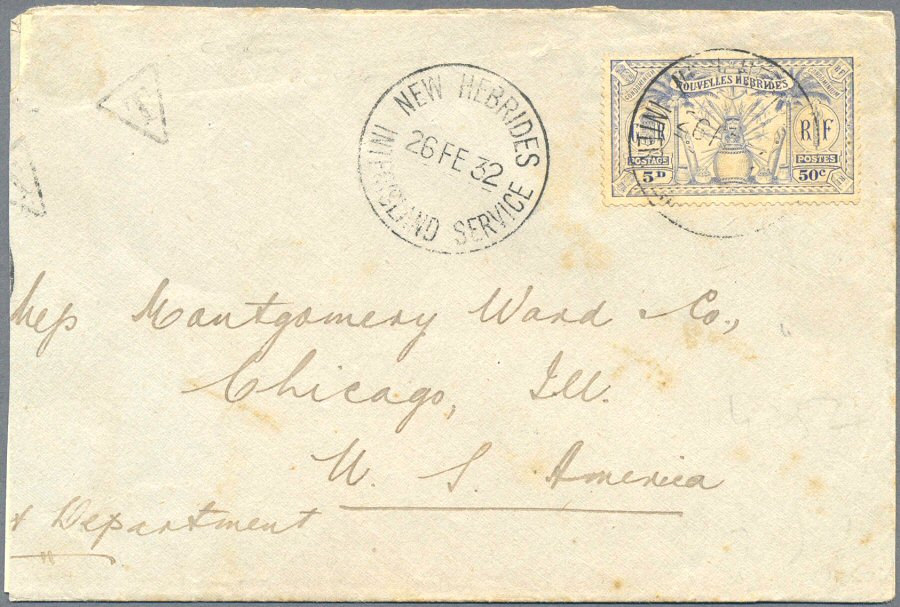 T
NEW HEBRIDES
26 FE 32
INTERISLAND SERVICE
NOUVELLES HEBRIDES
R F
POSTAGE
POSTES
5D
50c
Montgomery Ward & Co.,
Chicago, Ill.
U. S. America
Department